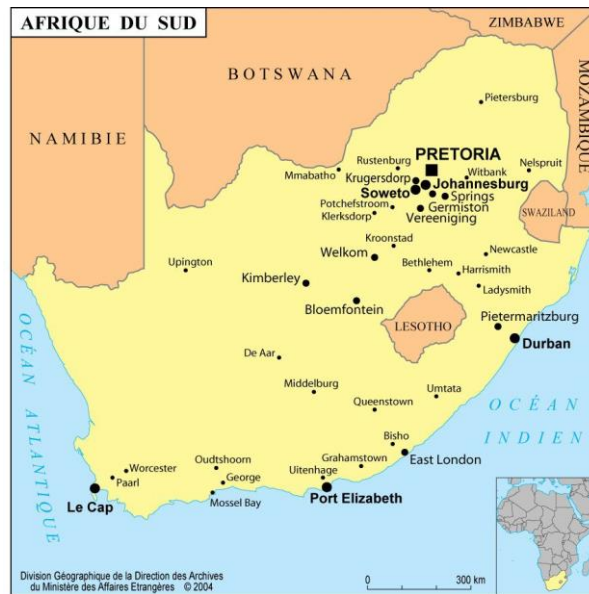 AFRIQUE DU SUD
ZIMBABWE
BOTSWANA
MOZAMBIQUE
NAMIBIE
Pietersburg
PRETORIA
Rustenburg
Nelspruit
Mmabatho
Krugersdorp
Witbank
Johannesburg
Soweto
Springs
Potchefstroom
Germiston
SWAZILAND
Klerksdorp
Vereeniging
Kroonstad
Newcastle
Welkom
Upington
Bethlehem
Harrismith
Kimberley
Ladysmith
Bloemfontein
LESOTHO
Pietermaritzburg
Durban
De Aar
Middelburg
Umtata
Queenstown
OCÉAN
INDIEN
OCÉAN ATLANTIQUE
Bisho
East London
Oudtshoorn
Grahamstown
Worcester
Uitenhage
Paarl
George
Le Cap
Mossel Bay
Port Elizabeth
Division Géographique de la Direction des Archives
du Ministère des Affaires Etrangères © 2004
0 300 km